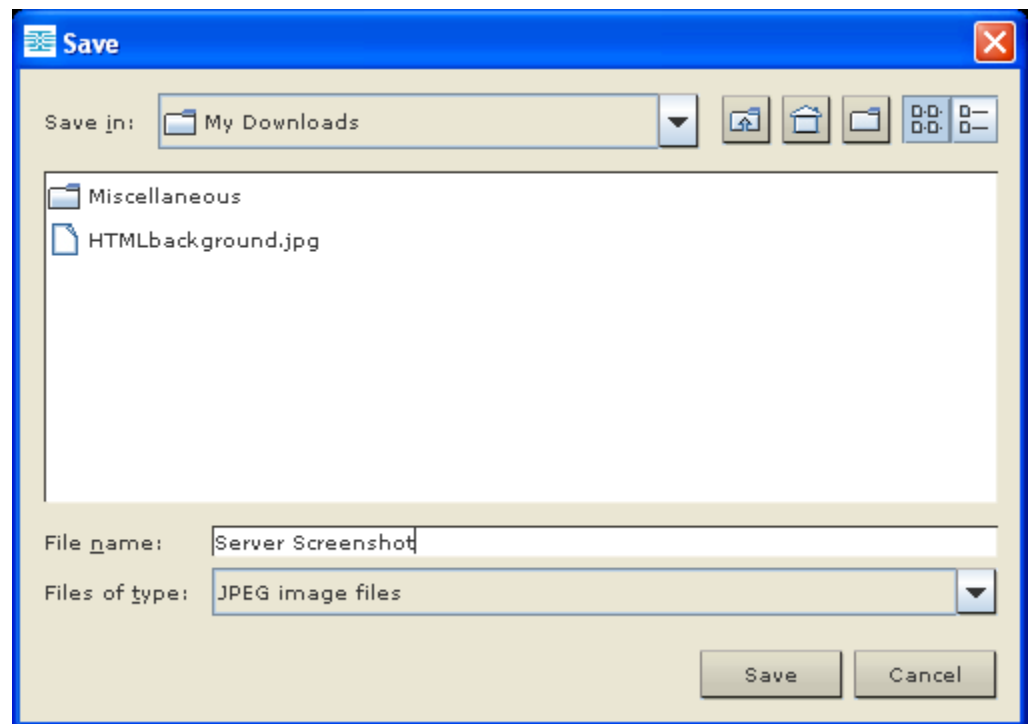 Save
Save in: My Downloads
Miscellaneous
HTMLbackground.jpg
File name: Server Screenshot
Files of type: JPEG image files
Save Cancel